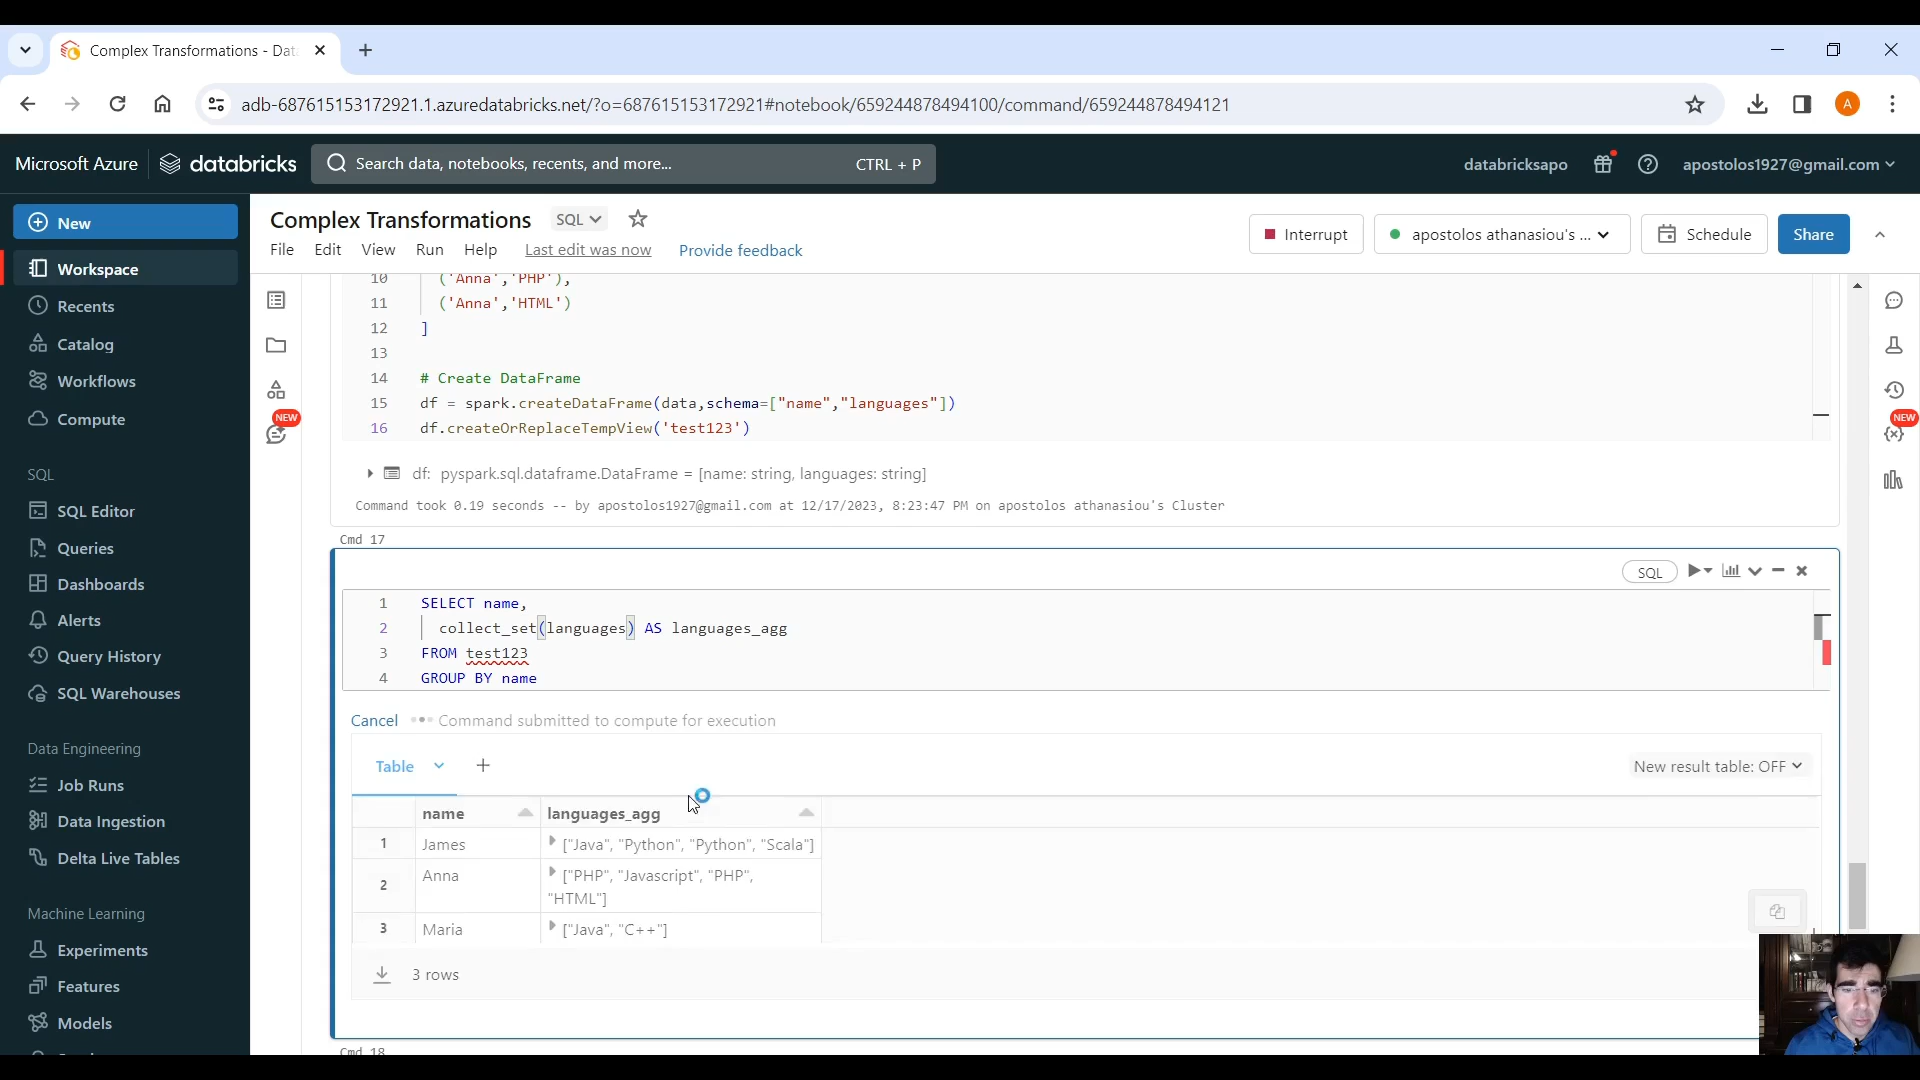 Complex Transformations - Dat
adb-687615153172921.1.azuredatabricks.net/?o=687615153172921#notebook/659244878494100/command/659244878494121
A
Microsoft Azure databricks
Search data, notebooks, recents, and more... CTRL + P
databricksapo apostolos1927@gmail.com
New
Workspace
Recents
Catalog
Workflows
Compute
SQL
SQL Editor
Queries
Dashboards
Alerts
Query History
SQL Warehouses
Data Engineering
Job Runs
Data Ingestion
Delta Live Tables
Machine Learning
Experiments
Features
Models
Complex Transformations SQL
File Edit View Run Help Last edit was now Provide feedback
Interrupt apostolos athanasiou's ... Schedule Share
NEW
NEW
10 ('Anna','PHP'),
11 ('Anna','HTML')
12 ]
13
14 # Create DataFrame
15 df = spark.createDataFrame(data,schema=["name","languages"])
16 df.createOrReplaceTempView('test123')
df: pyspark.sql.dataframe.DataFrame = [name: string, languages: string]
Command took 0.19 seconds -- by apostolos1927@gmail.com at 12/17/2023, 8:23:47 PM on apostolos athanasiou's Cluster
Cmd 17
SQL
1 SELECT name,
2 collect_set(languages) AS languages_agg
3 FROM test123
4 GROUP BY name
Cancel Command submitted to compute for execution
Table + New result table: OFF
name languages_agg
1 James ["Java", "Python", "Python", "Scala"]
2 Anna ["PHP", "Javascript", "PHP",
"HTML"]
3 Maria ["Java", "C++"]
3 rows
Cmd 18